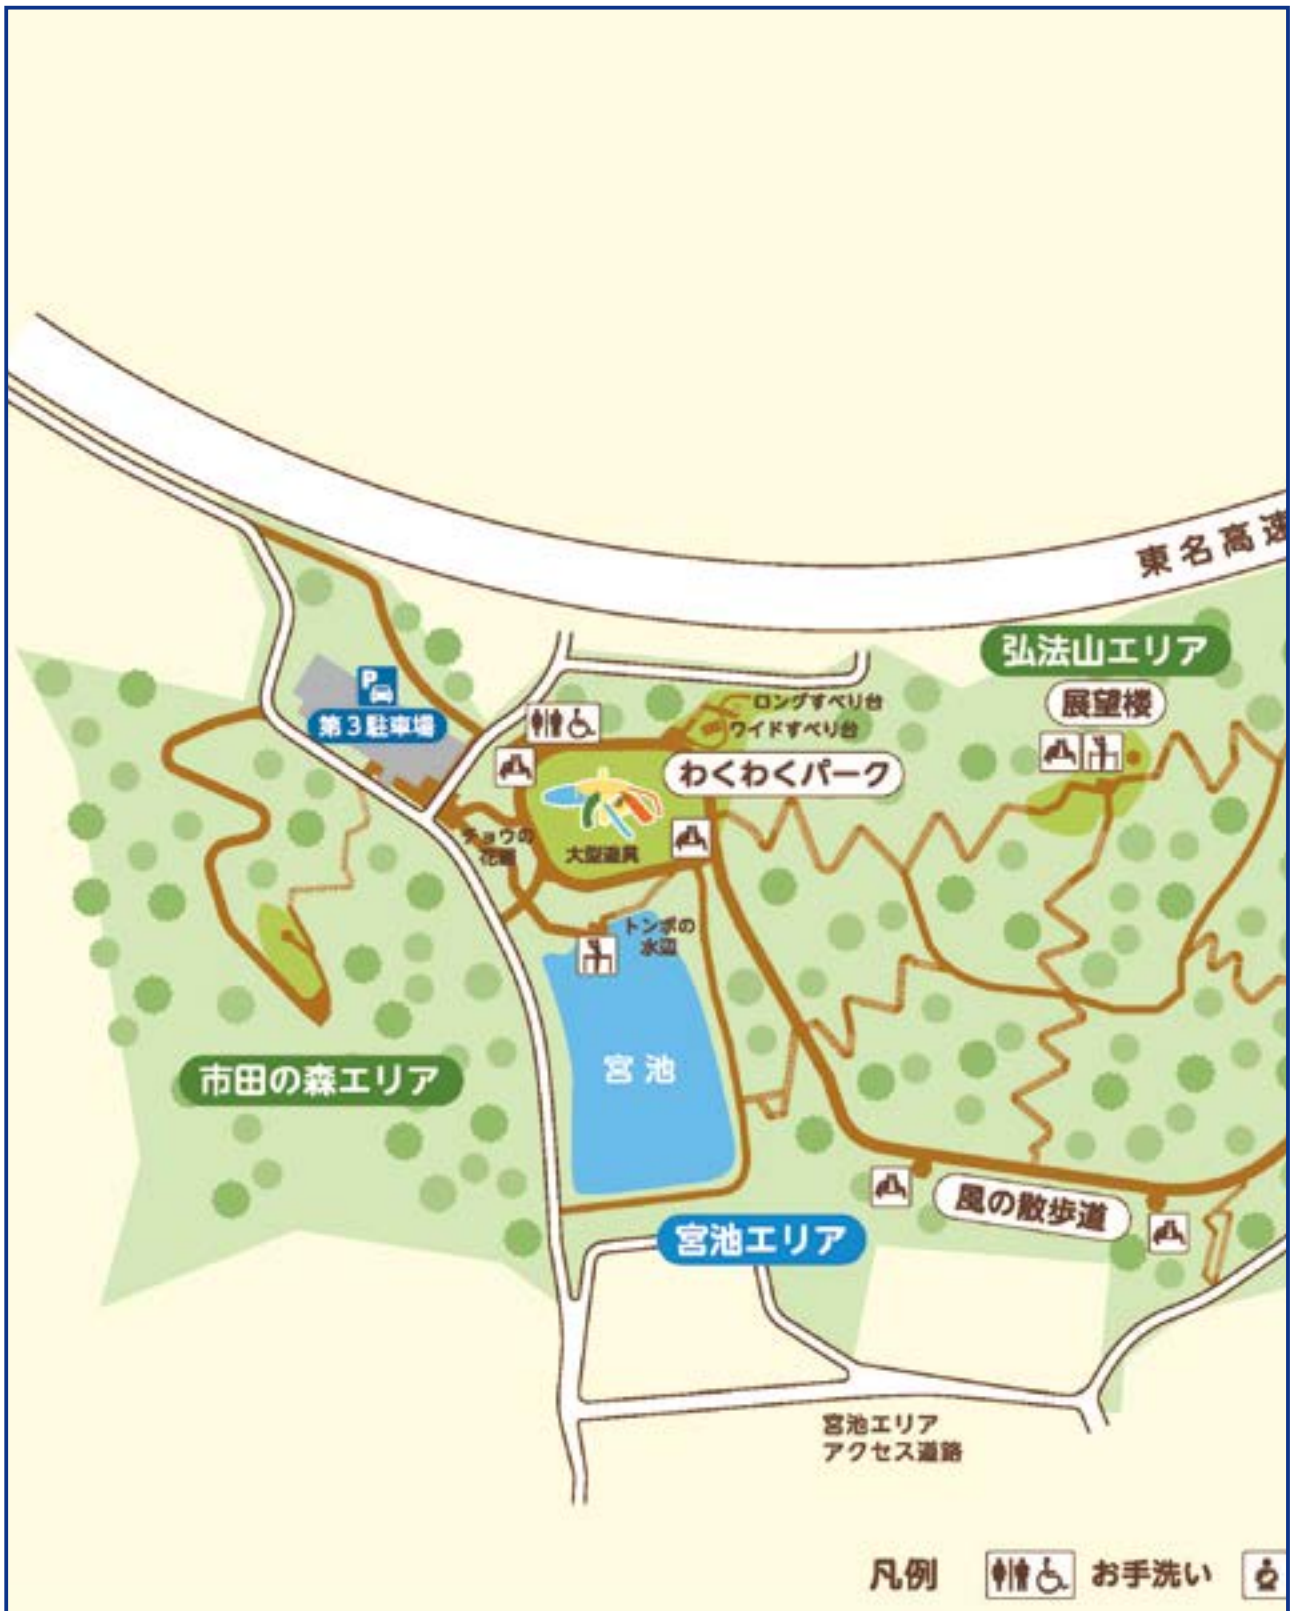 東名高速
弘法山エリア
展望楼
P
第3駐車場
ロングすべり台
ワイドすべり台
わくわくパーク
チョウの
花園
大型遊具
トンボの
水辺
宮池
市田の森エリア
風の散歩道
宮池エリア
宮池エリア
アクセス道路
凡例
お手洗い